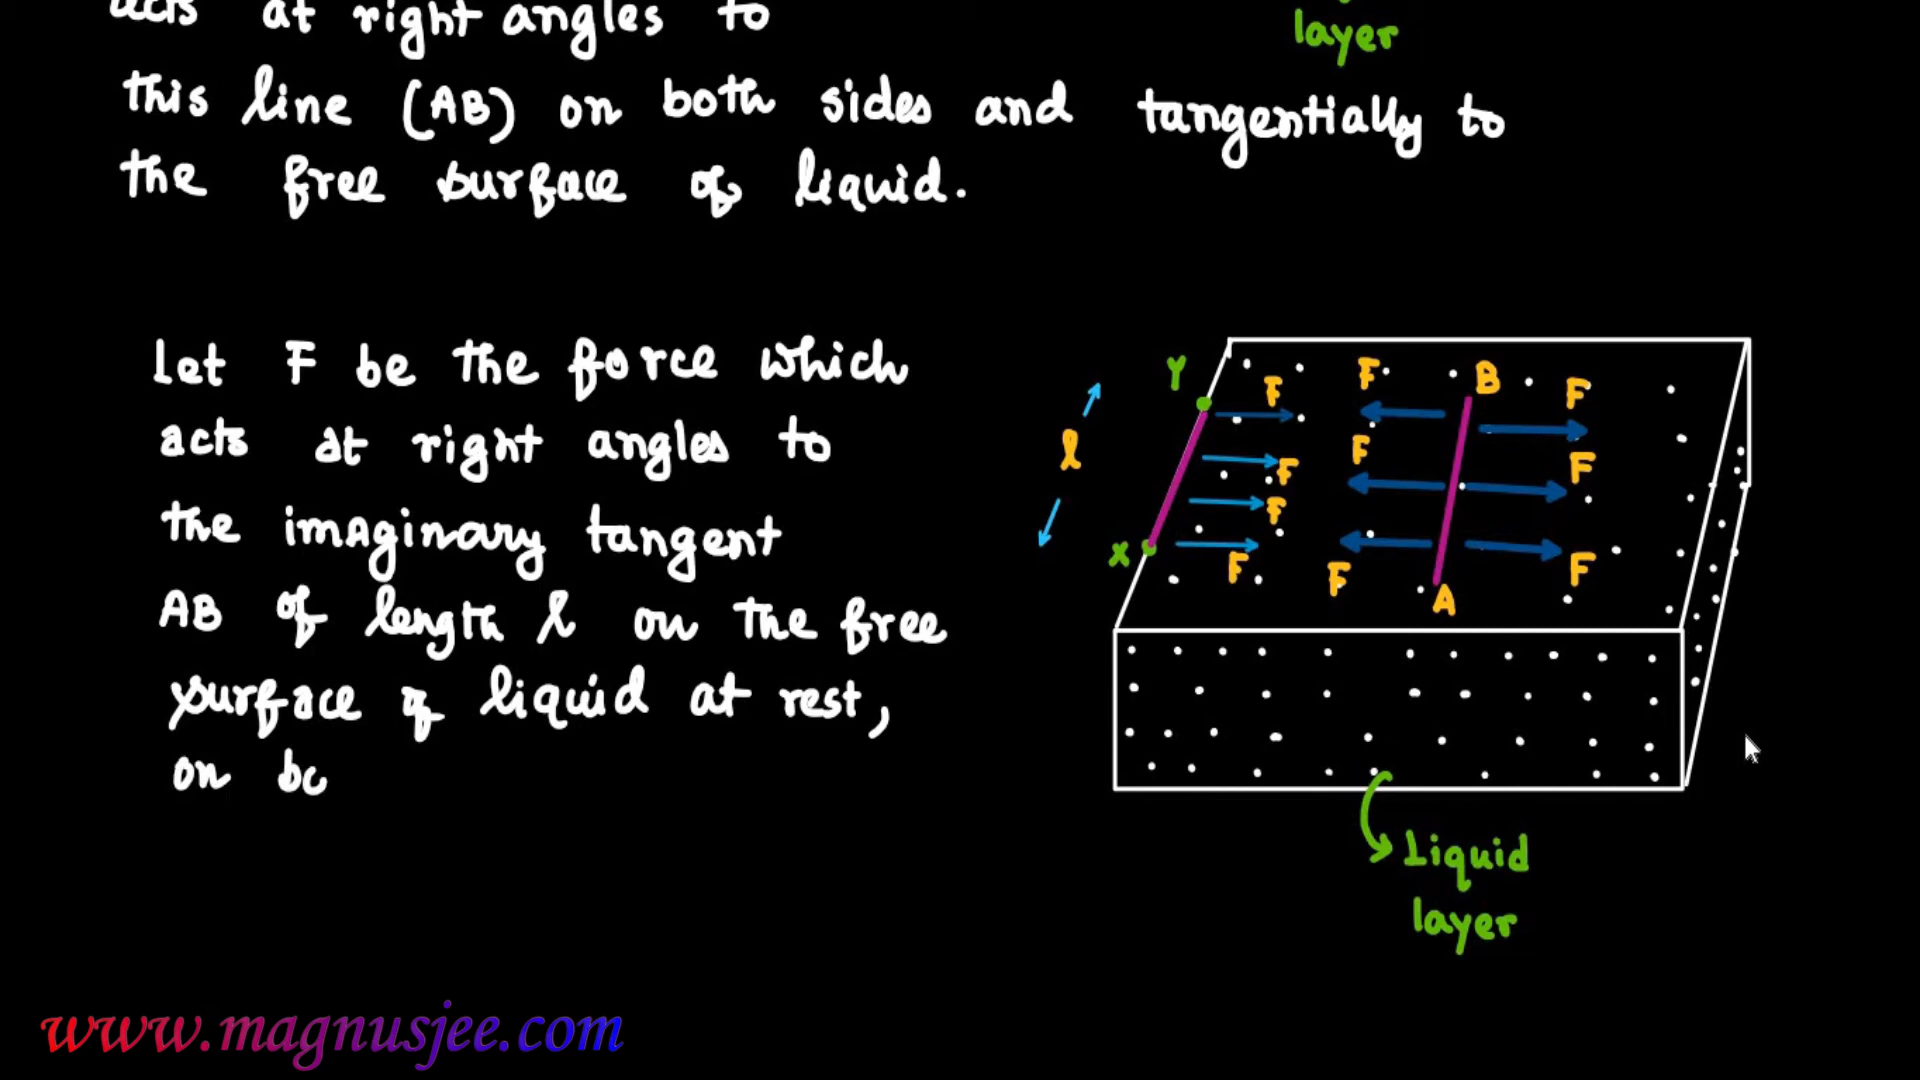 acts at right angles to
layer
this line (AB) on both sides and tangentially to
the free surface of liquid.
Let F be the force which
acts at right angles to
the imaginary tangent
AB of length l on the free
surface of liquid at rest,
on bo
Y
F
F
B
F
l
F
F
F
F
X
F
F
A
F
Liquid
layer
www.magnusjee.com